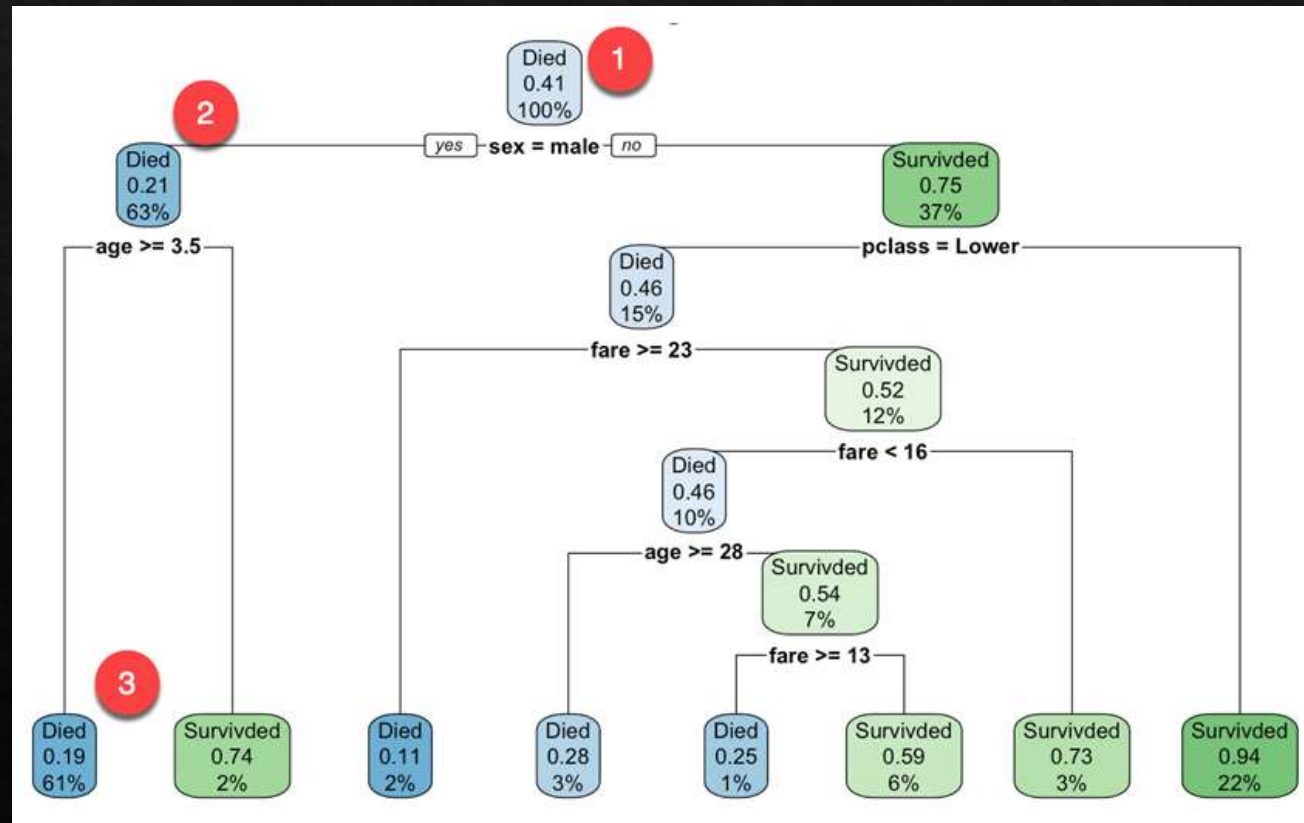 Died
0.41
100%
1
2
yes sex = male no
Died
0.21
63%
Survivded
0.75
37%
age >= 3.5
pclass = Lower
Died
0.46
15%
fare >= 23
Survivded
0.52
12%
fare < 16
Died
0.46
10%
age >= 28
Survivded
0.54
7%
fare >= 13
3
Died
0.19
61%
Survivded
0.74
2%
Died
0.11
2%
Died
0.28
3%
Died
0.25
1%
Survivded
0.59
6%
Survivded
0.73
3%
Survivded
0.94
22%